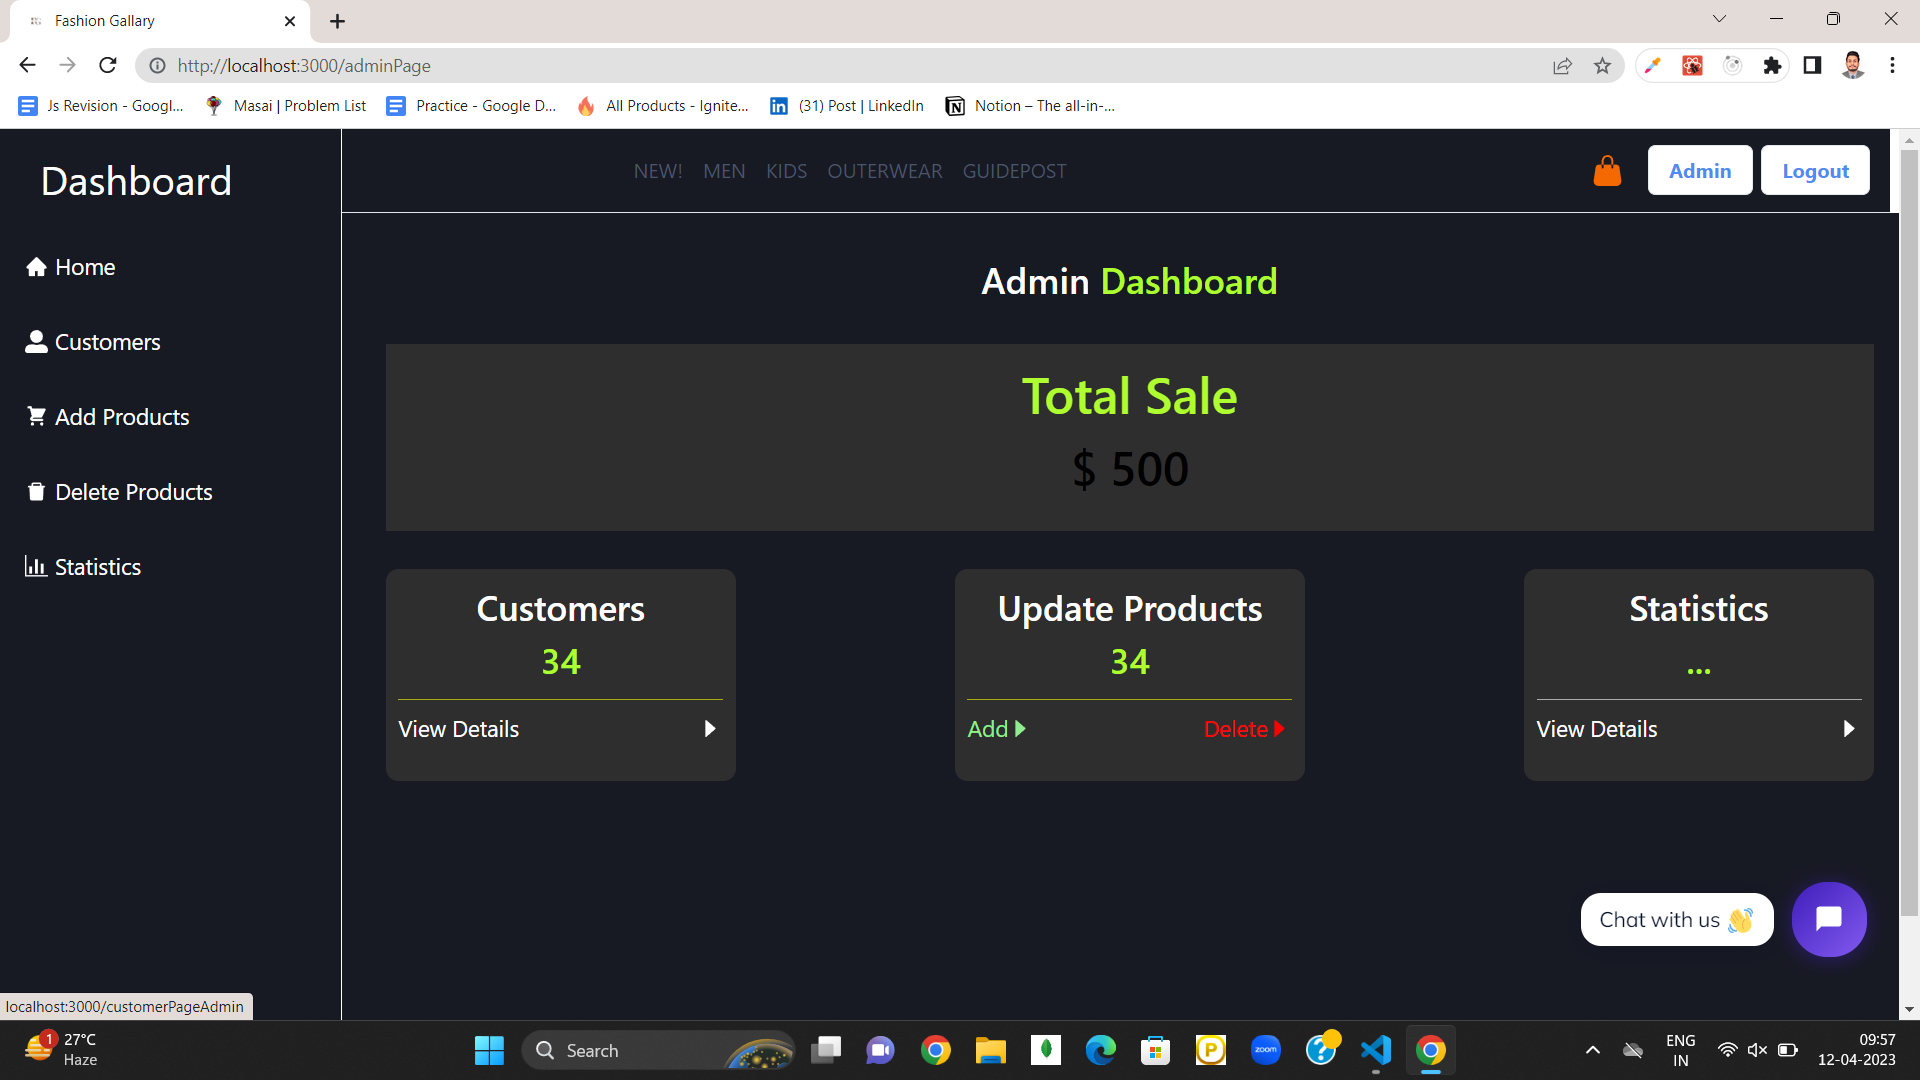 Fashion Gallary
http://localhost:3000/adminPage
Js Revision - Googl...
Masai | Problem List
Practice - Google D...
All Products - Ignite...
(31) Post | LinkedIn
Notion – The all-in-...
Dashboard
NEW! MEN KIDS OUTERWEAR GUIDEPOST
Admin
Logout
Home
Customers
Add Products
Delete Products
Statistics
Admin Dashboard
Total Sale
$ 500
Customers
34
View Details
Update Products
34
Add
Delete
Statistics
...
View Details
Chat with us 👋
localhost:3000/customerPageAdmin
1
27°C
Haze
Search
zoom
ENG
IN
09:57
12-04-2023